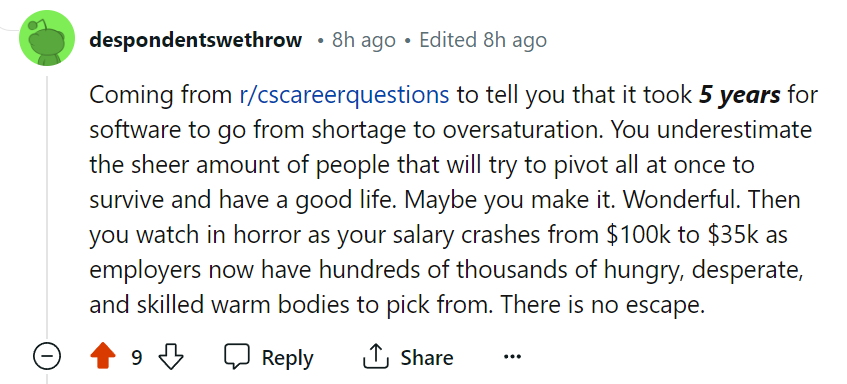 despondentswethrow • 8h ago • Edited 8h ago
Coming from r/cscareerquestions to tell you that it took 5 years for
software to go from shortage to oversaturation. You underestimate
the sheer amount of people that will try to pivot all at once to
survive and have a good life. Maybe you make it. Wonderful. Then
you watch in horror as your salary crashes from $100k to $35k as
employers now have hundreds of thousands of hungry, desperate,
and skilled warm bodies to pick from. There is no escape.
9 Reply Share ...